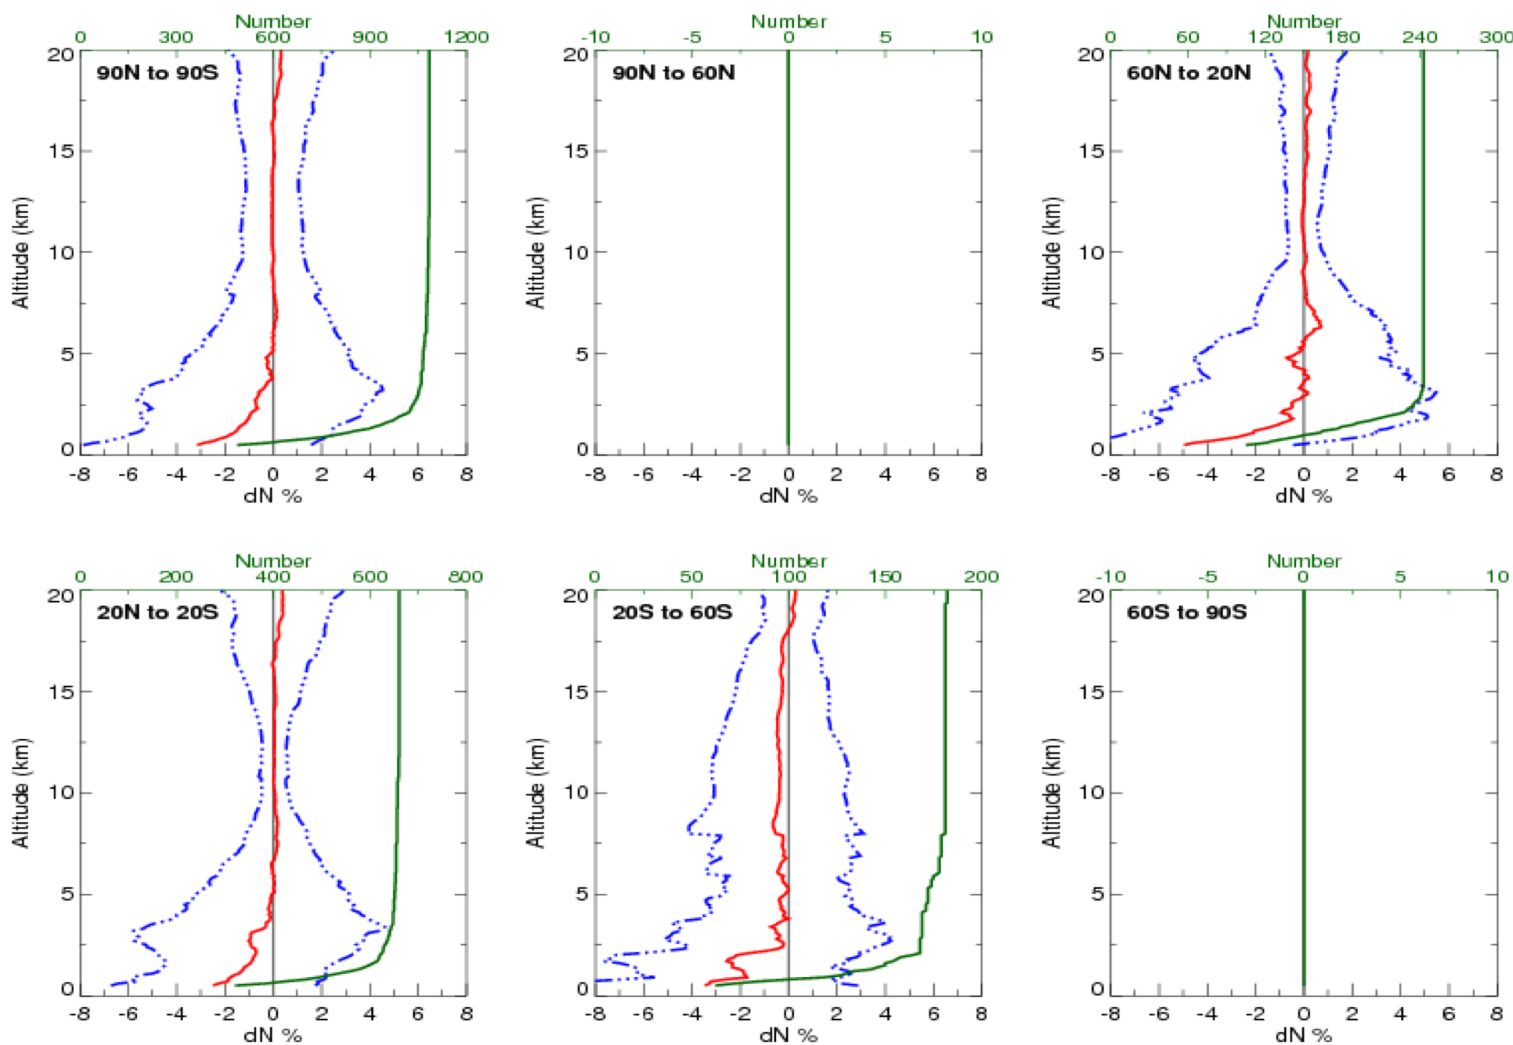 Number
0 300 600 900 1200
90N to 90S
20
15
10
5
0
Altitude (km)
-8 -6 -4 -2 0 2 4 6 8
dN %
Number
-10 -5 0 5 10
90N to 60N
20
15
10
5
0
Altitude (km)
-8 -6 -4 -2 0 2 4 6 8
dN %
Number
0 60 120 180 240 300
60N to 20N
20
15
10
5
0
Altitude (km)
-8 -6 -4 -2 0 2 4 6 8
dN %
Number
0 200 400 600 800
20N to 20S
20
15
10
5
0
Altitude (km)
-8 -6 -4 -2 0 2 4 6 8
dN %
Number
0 50 100 150 200
20S to 60S
20
15
10
5
0
Altitude (km)
-8 -6 -4 -2 0 2 4 6 8
dN %
Number
-10 -5 0 5 10
60S to 90S
20
15
10
5
0
Altitude (km)
-8 -6 -4 -2 0 2 4 6 8
dN %